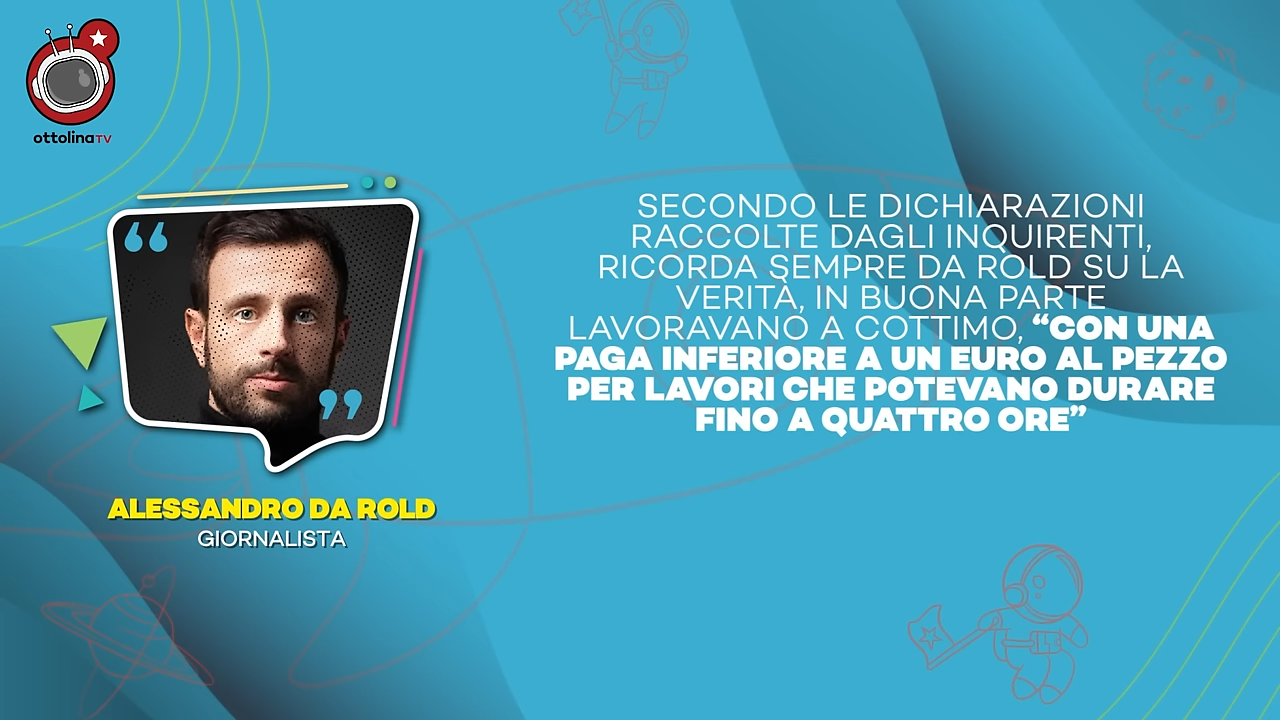 ottolinaTV
SECONDO LE DICHIARAZIONI
RACCOLTE DAGLI INQUIRENTI,
RICORDA SEMPRE DA ROLD SU LA
VERITÀ, IN BUONA PARTE
LAVORAVANO A COTTIMO, “CON UNA
PAGA INFERIORE A UN EURO AL PEZZO
PER LAVORI CHE POTEVANO DURARE
FINO A QUATTRO ORE”
ALESSANDRO DA ROLD
GIORNALISTA